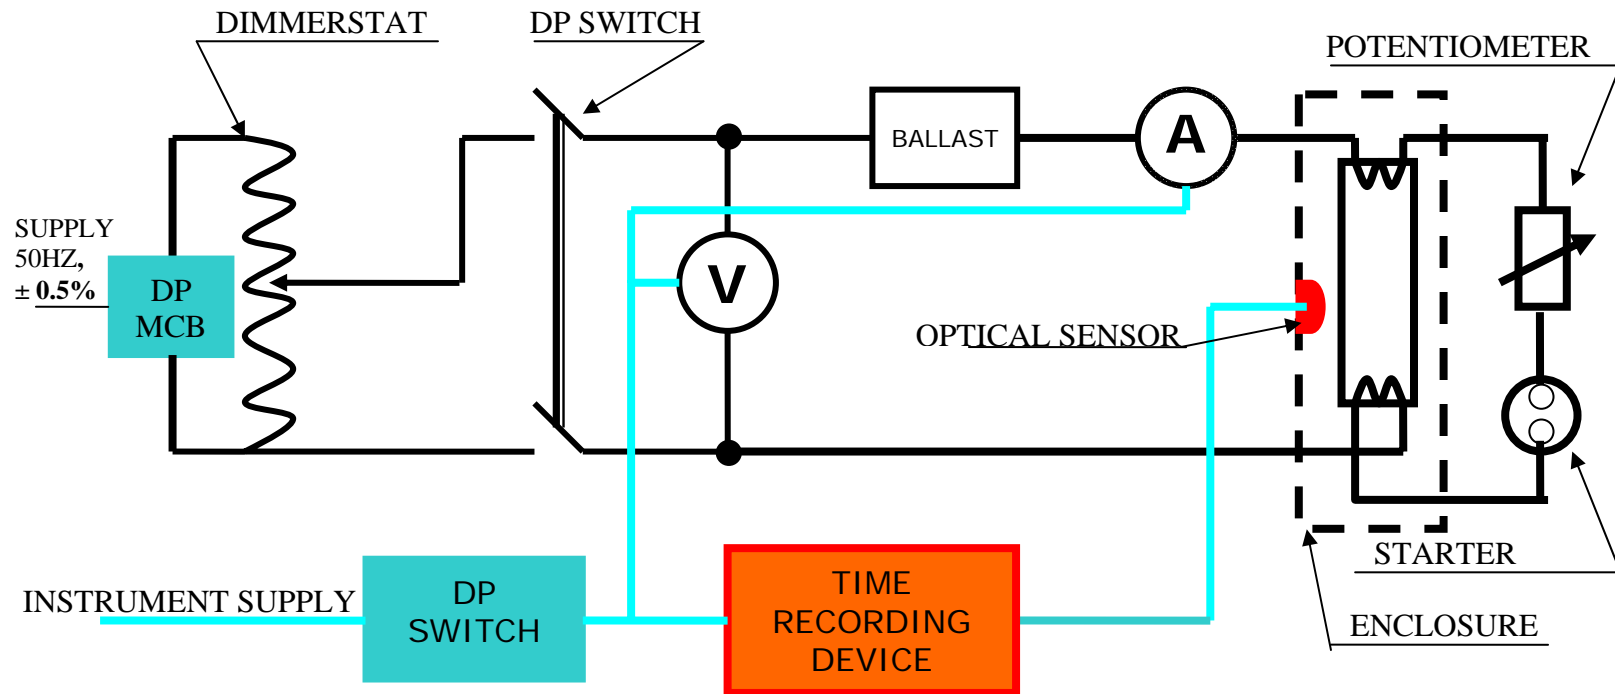 DIMMERSTAT
DP SWITCH
POTENTIOMETER
BALLAST
A
SUPPLY
50HZ,
± 0.5%
DP
MCB
V
OPTICAL SENSOR
STARTER
INSTRUMENT SUPPLY
DP
SWITCH
TIME
RECORDING
DEVICE
ENCLOSURE